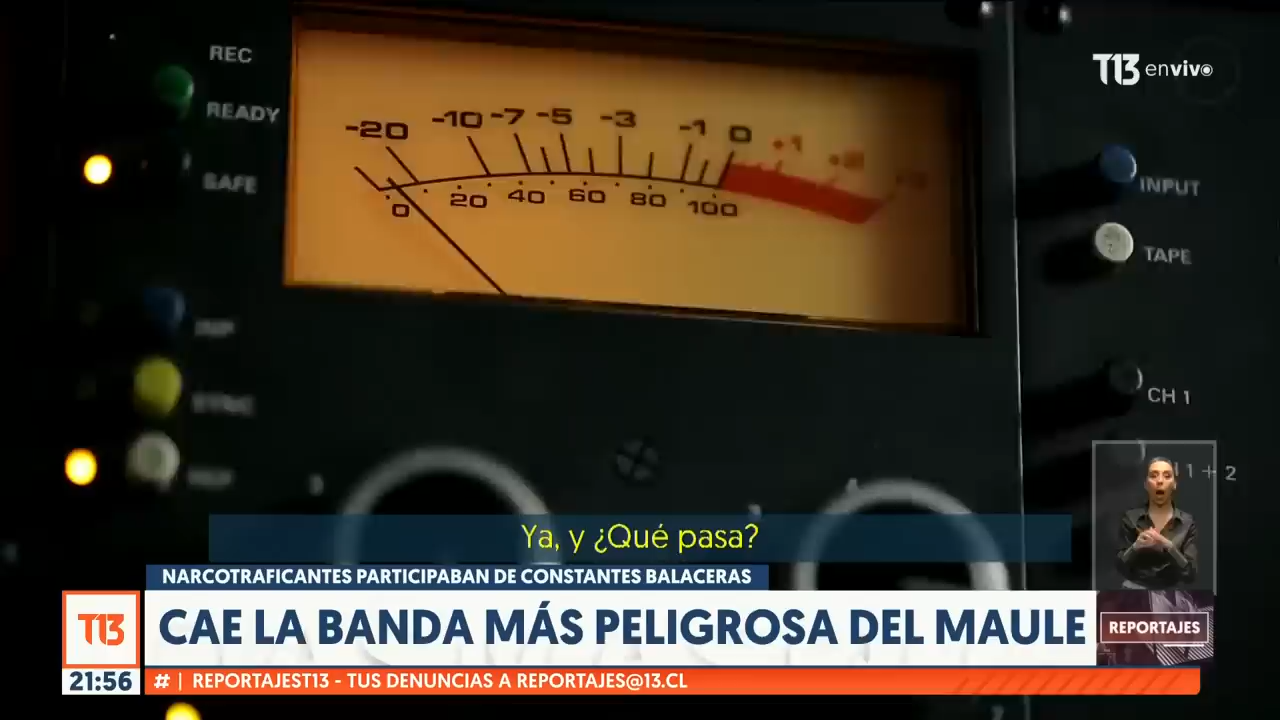 REC
READY
SAFE
-20 -10 -7 -5 -3 -1 0 +1 +2
0 20 40 60 80 100
T13 envivo
INPUT
TAPE
SYNC
CH 1
1 + 2
Ya, y ¿Qué pasa?
NARCOTRAFICANTES PARTICIPABAN DE CONSTANTES BALACERAS
T13
CAE LA BANDA MÁS PELIGROSA DEL MAULE
REPORTAJES
21:56
# | REPORTAJEST13 - TUS DENUNCIAS A REPORTAJES@13.CL